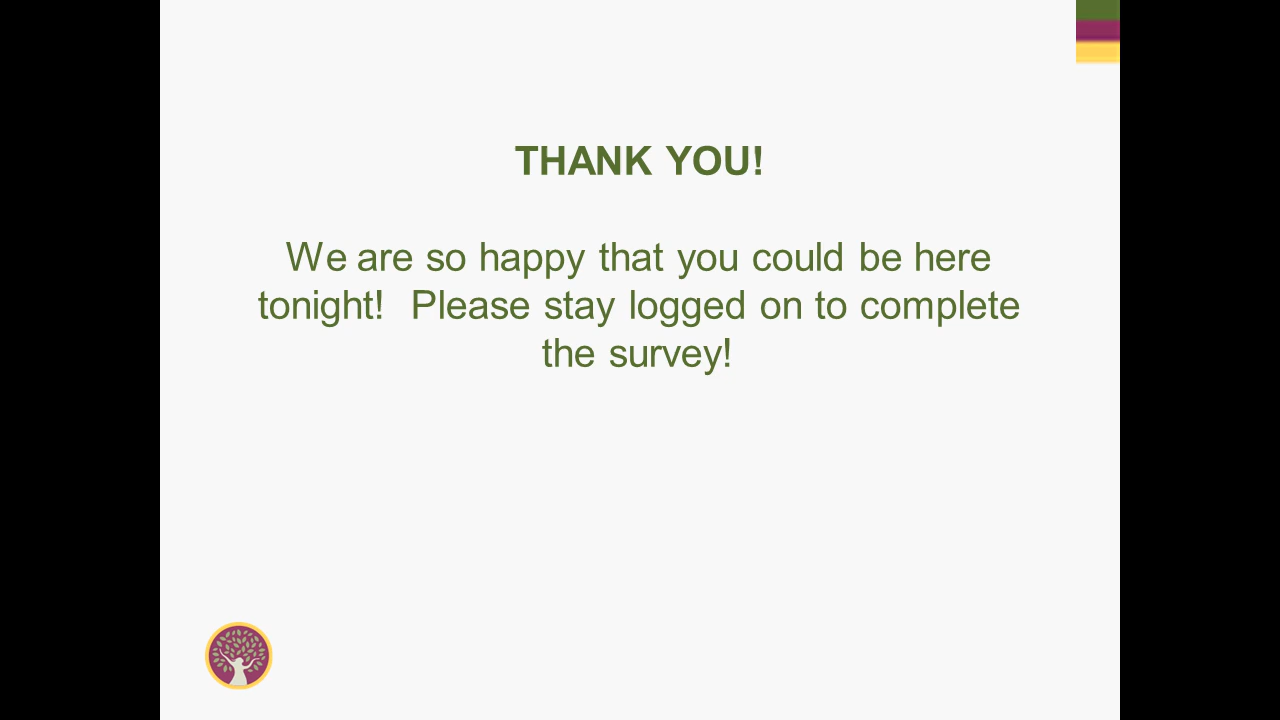 THANK YOU!
We are so happy that you could be here
tonight!  Please stay logged on to complete
the survey!